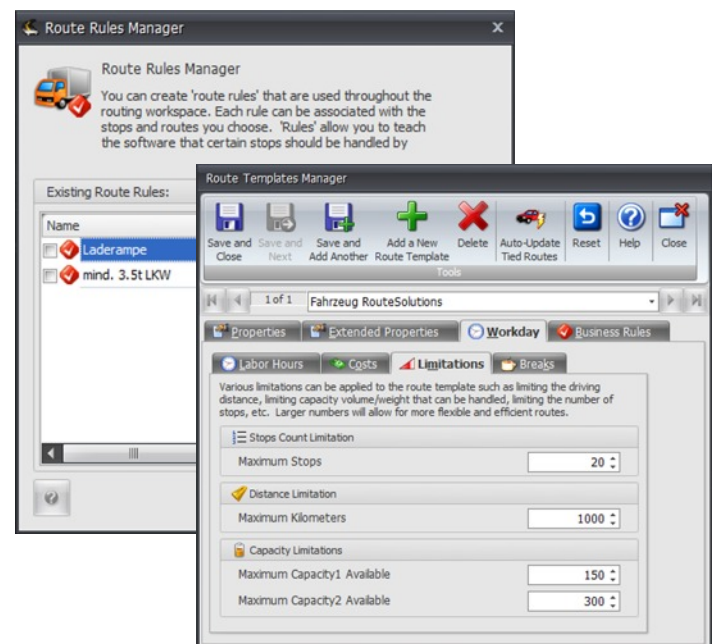 Route Rules Manager
Route Rules Manager
You can create 'route rules' that are used throughout the
routing workspace. Each rule can be associated with the
stops and routes you choose. 'Rules' allow you to teach
the software that certain stops should be handled by
Existing Route Rules:
Name
Laderampe
mind. 3.5t LKW
Route Templates Manager
Save and Close
Save and Next
Save and Add Another
Add a New Route Template
Delete
Auto-Update Tied Routes
Reset
Help
Close
Tools
1 of 1
Fahrzeug RouteSolutions
Properties
Extended Properties
Workday
Business Rules
Labor Hours
Costs
Limitations
Breaks
Various limitations can be applied to the route template such as limiting the driving
distance, limiting capacity volume/weight that can be handled, limiting the number of
stops, etc. Larger numbers will allow for more flexible and efficient routes.
Stops Count Limitation
Maximum Stops 20
Distance Limitation
Maximum Kilometers 1000
Capacity Limitations
Maximum Capacity1 Available 150
Maximum Capacity2 Available 300